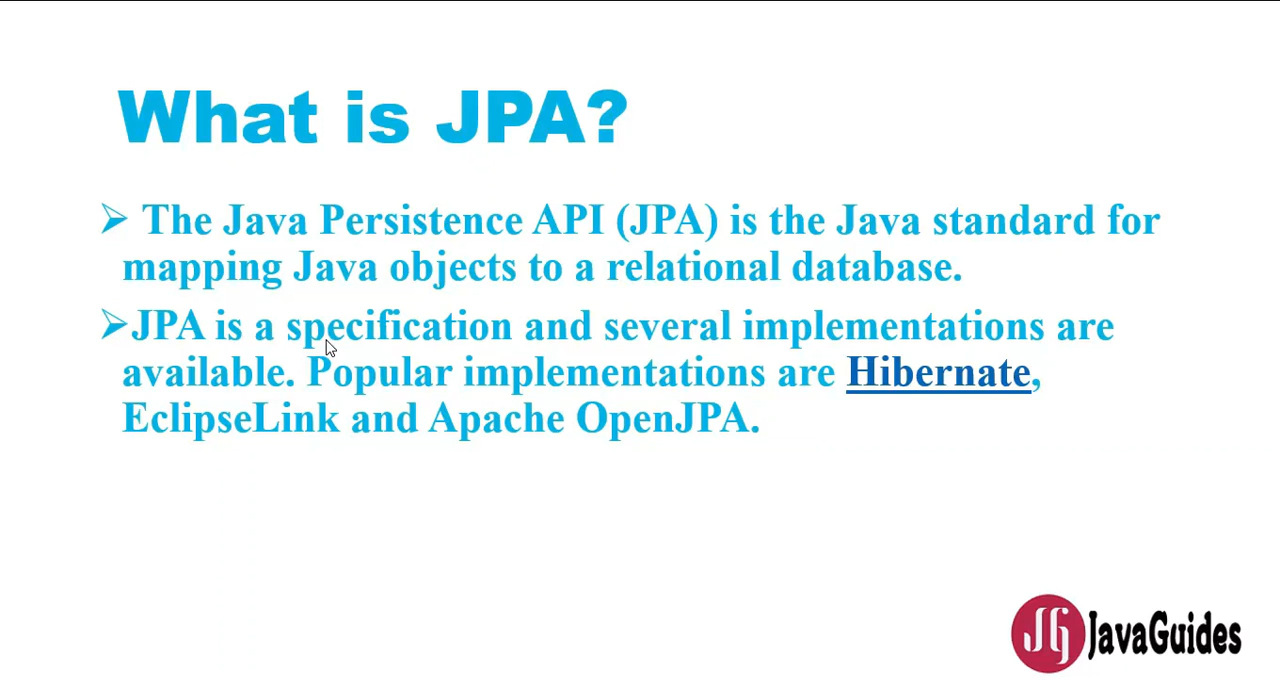 What is JPA?
➢ The Java Persistence API (JPA) is the Java standard for
mapping Java objects to a relational database.
➢JPA is a specification and several implementations are
available. Popular implementations are Hibernate,
EclipseLink and Apache OpenJPA.
JG JavaGuides